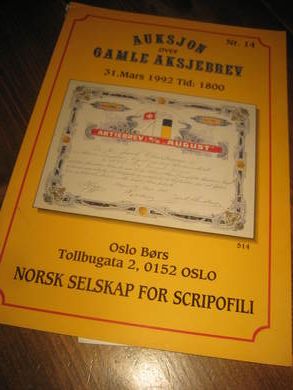 AUKSJON
Nr. 14
over
GAMLE AKSJEBREV
31. Mars 1992 Tid: 1800
AKTIEBREV
AUGUST
514
Oslo Børs
Tollbugata 2, 0152 OSLO
NORSK SELSKAP FOR SCRIPOFILI